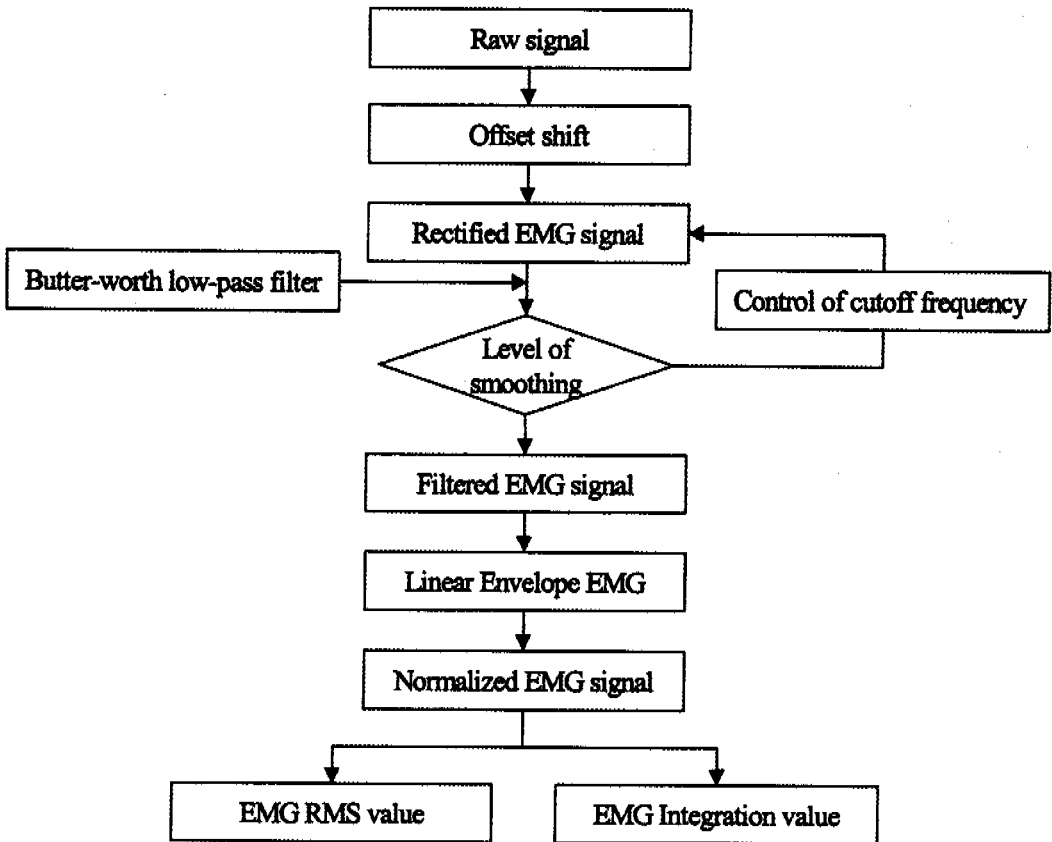 Raw signal
Offset shift
Rectified EMG signal
Butter-worth low-pass filter
Control of cutoff frequency
Level of
smoothing
Filtered EMG signal
Linear Envelope EMG
Normalized EMG signal
EMG RMS value
EMG Integration value